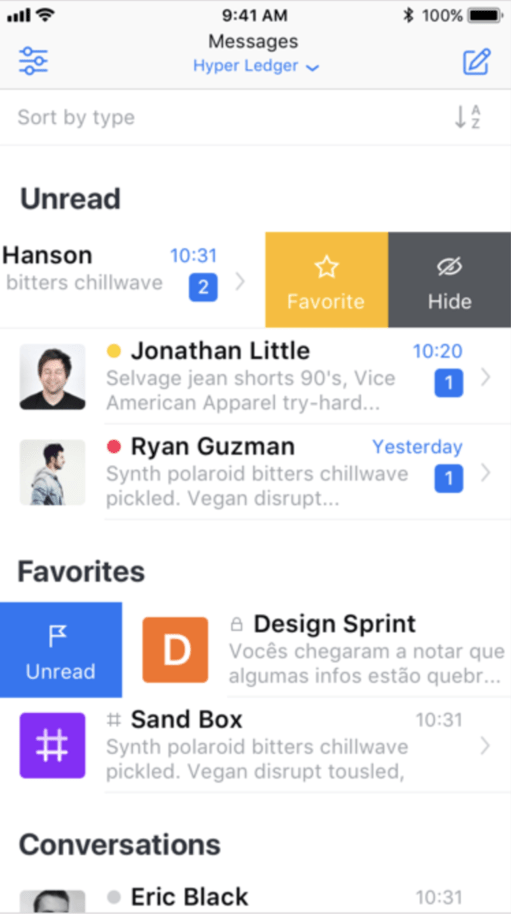 9:41 AM
100%
Messages
Hyper Ledger
Sort by type
A
Z
Unread
Hanson
10:31
bitters chillwave
2
Favorite
Hide
Jonathan Little
10:20
Selvage jean shorts 90's, Vice
1
American Apparel try-hard...
Ryan Guzman
Yesterday
Synth polaroid bitters chillwave
1
pickled. Vegan disrupt...
Favorites
Unread
D
Design Sprint
Vocês chegaram a notar que
algumas infos estão quebr...
# Sand Box
10:31
#
Synth polaroid bitters chillwave
pickled. Vegan disrupt tousled,
Conversations
Eric Black
10:31